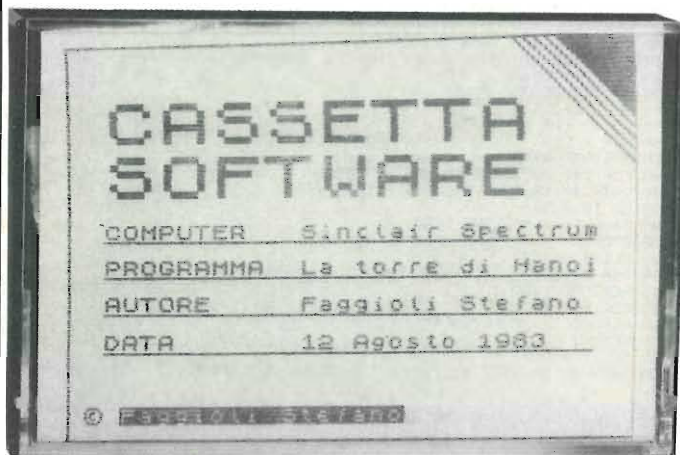 CASSETTA
SOFTWARE
COMPUTER Sinclair Spectrum
PROGRAMMA La torre di Hanoi
AUTORE Faggioli Stefano
DATA 12 Agosto 1983
© Faggioli Stefano